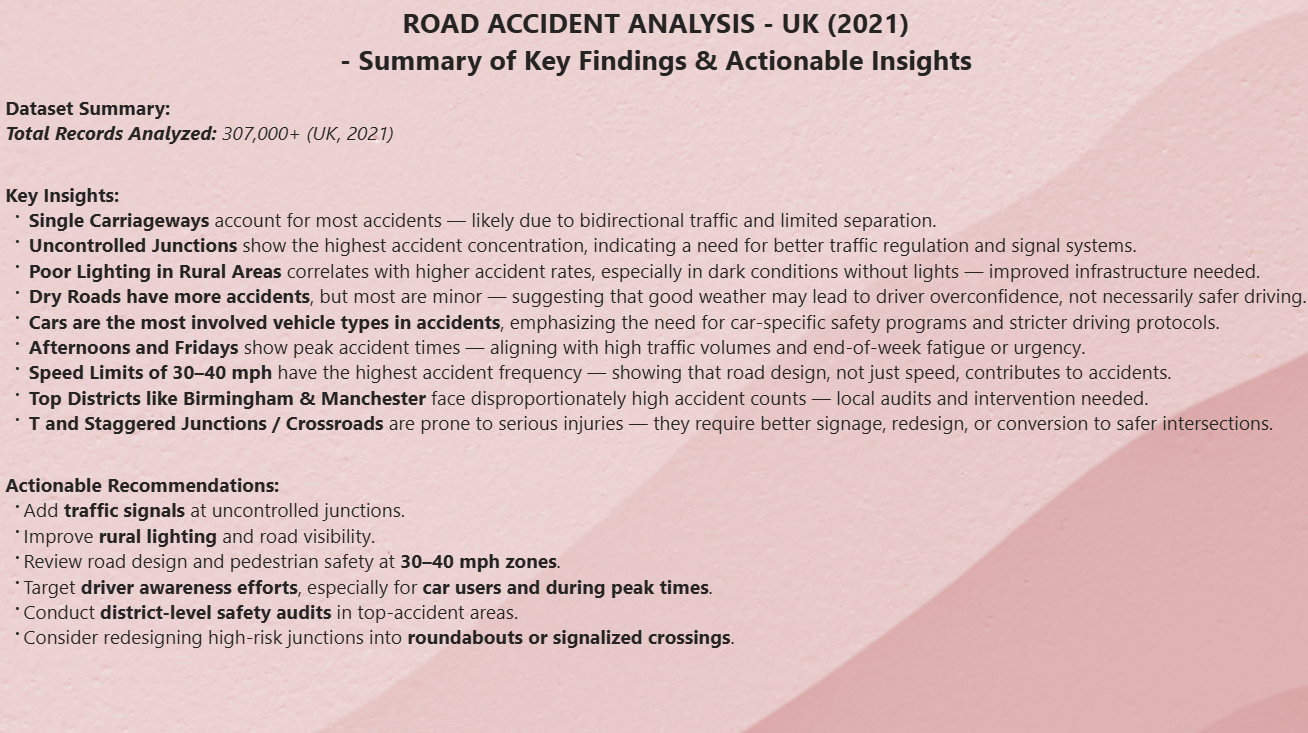 ROAD ACCIDENT ANALYSIS - UK (2021)
- Summary of Key Findings & Actionable Insights
Dataset Summary:
Total Records Analyzed: 307,000+ (UK, 2021)
Key Insights:
· Single Carriageways account for most accidents — likely due to bidirectional traffic and limited separation.
· Uncontrolled Junctions show the highest accident concentration, indicating a need for better traffic regulation and signal systems.
· Poor Lighting in Rural Areas correlates with higher accident rates, especially in dark conditions without lights — improved infrastructure needed.
· Dry Roads have more accidents, but most are minor — suggesting that good weather may lead to driver overconfidence, not necessarily safer driving.
· Cars are the most involved vehicle types in accidents, emphasizing the need for car-specific safety programs and stricter driving protocols.
· Afternoons and Fridays show peak accident times — aligning with high traffic volumes and end-of-week fatigue or urgency.
· Speed Limits of 30–40 mph have the highest accident frequency — showing that road design, not just speed, contributes to accidents.
· Top Districts like Birmingham & Manchester face disproportionately high accident counts — local audits and intervention needed.
· T and Staggered Junctions / Crossroads are prone to serious injuries — they require better signage, redesign, or conversion to safer intersections.
Actionable Recommendations:
· Add traffic signals at uncontrolled junctions.
· Improve rural lighting and road visibility.
· Review road design and pedestrian safety at 30–40 mph zones.
· Target driver awareness efforts, especially for car users and during peak times.
· Conduct district-level safety audits in top-accident areas.
· Consider redesigning high-risk junctions into roundabouts or signalized crossings.